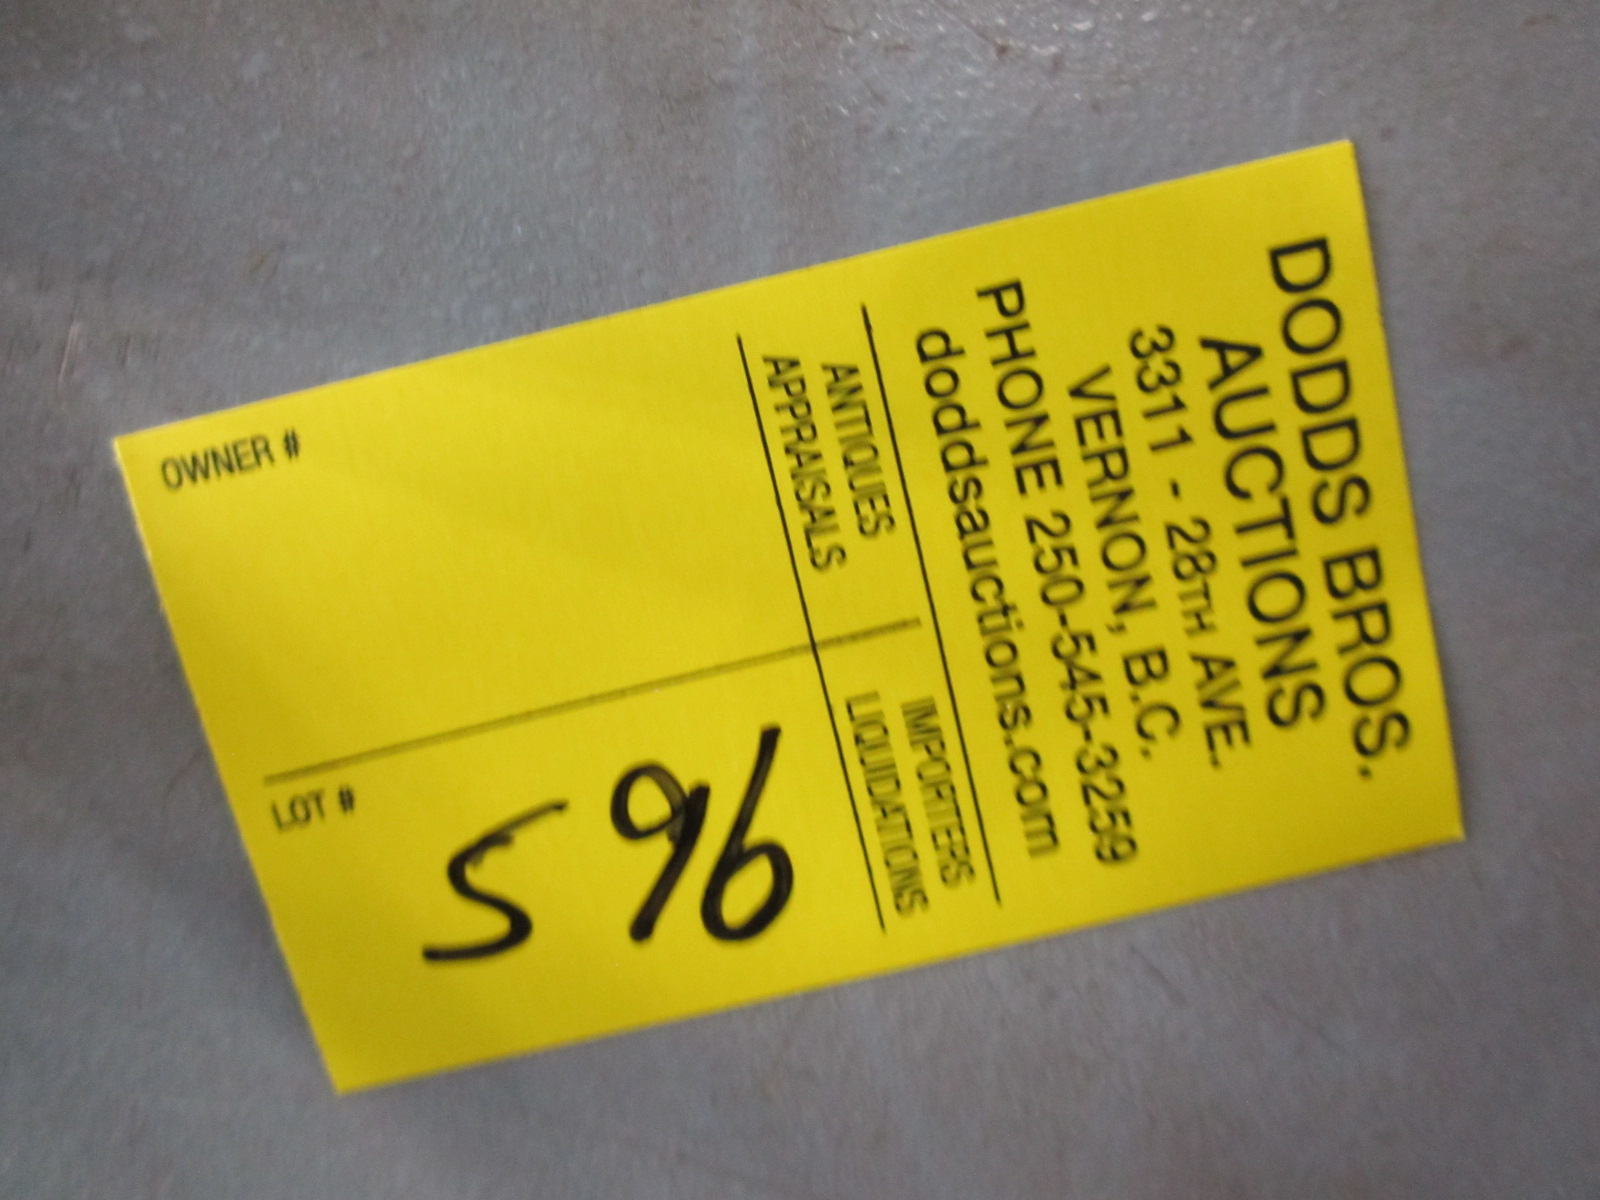 DODDS BROS.
AUCTIONS
3311 - 28TH AVE.
VERNON, B.C.
PHONE 250-545-3259
doddsauctions.com
ANTIQUES IMPORTERS
APPRAISALS LIQUIDATIONS
OWNER #
LOT #
596